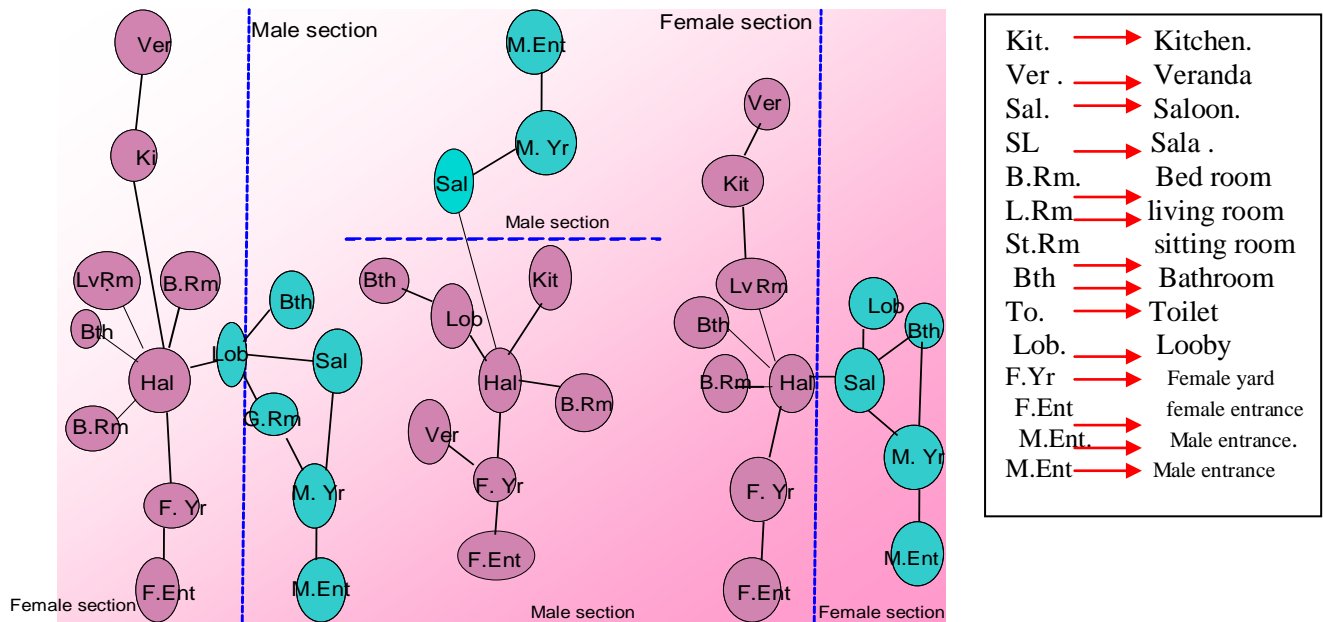 Ver
Male section
Ki
LvRm
B.Rm
Bth
Hal
B.Rm
F. Yr
F.Ent
Female section
Lob
Bth
Sal
G.Rm
M. Yr
M.Ent
M.Ent
M. Yr
Sal
Male section
Bth
Lob
Kit
Hal
B.Rm
Ver
F. Yr
F.Ent
Male section
Female section
Ver
Kit
Lv Rm
Bth
B.Rm
Hal
F. Yr
F.Ent
Lob
Bth
Sal
M. Yr
M.Ent
Female section
Kit. Kitchen.
Ver . Veranda
Sal. Saloon.
SL Sala .
B.Rm. Bed room
L.Rm living room
St.Rm sitting room
Bth Bathroom
To. Toilet
Lob. Looby
F.Yr Female yard
F.Ent female entrance
M.Ent. Male entrance.
M.Ent Male entrance